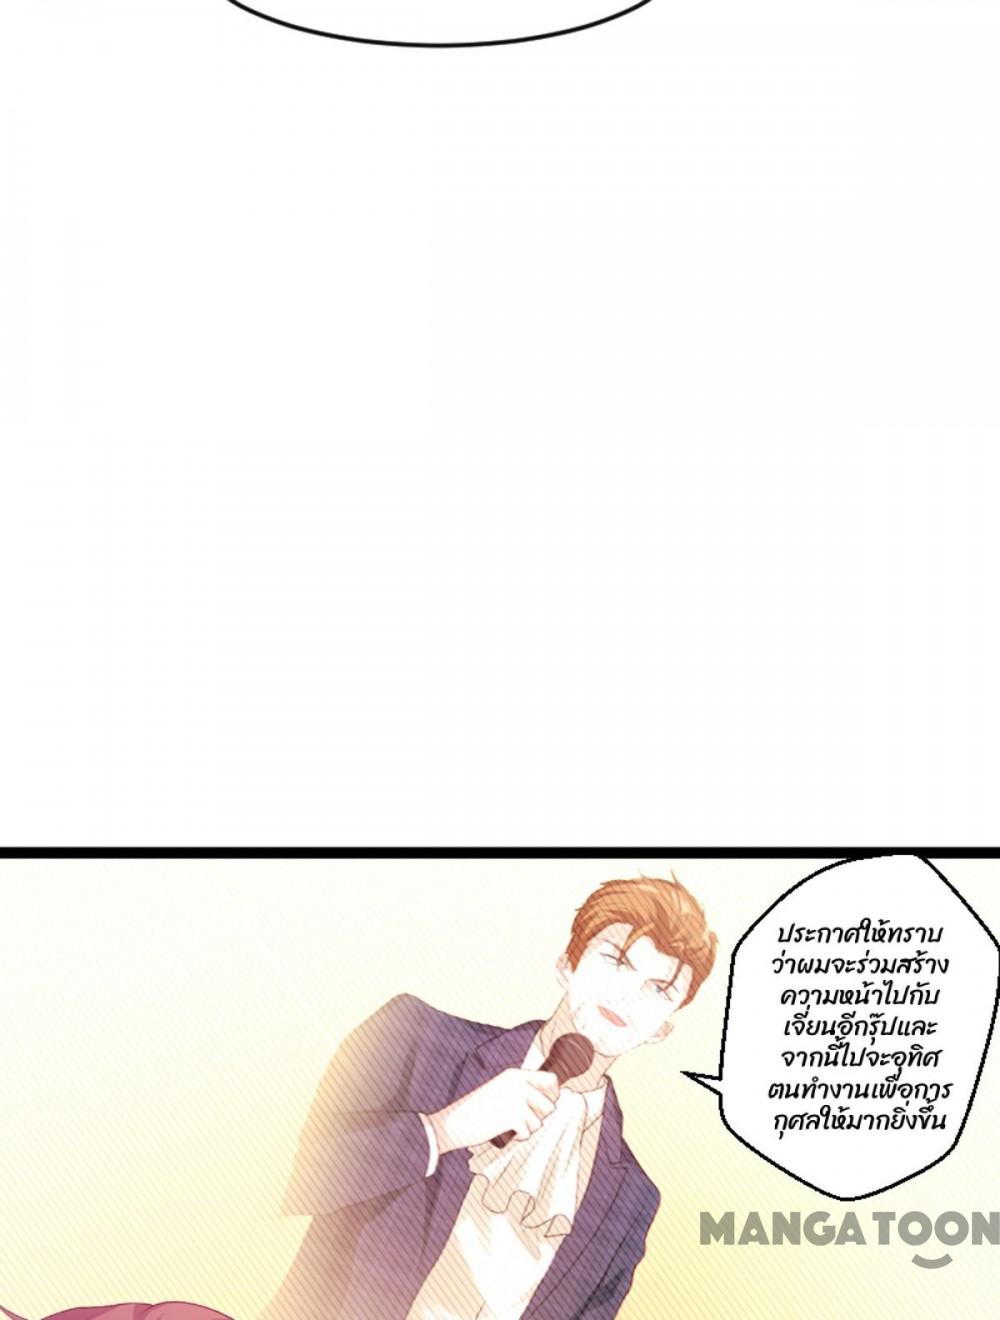 ประกาศให้ทราบ
ว่าผมจะร่วมสร้าง
ความหน้าไปกับ
เจี่ยนอีกรุ๊ปและ
จากนี้ไปจะอุทิศ
ตนทำงานเพื่อการ
กุศลให้มากยิ่งขึ้น
MANGATOON